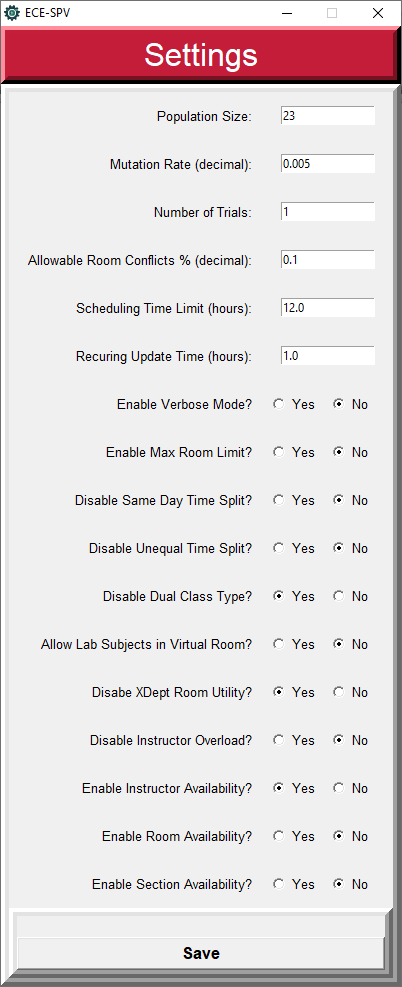 ECE-SPV
Settings
Population Size: 23
Mutation Rate (decimal): 0.005
Number of Trials: 1
Allowable Room Conflicts % (decimal): 0.1
Scheduling Time Limit (hours): 12.0
Recuring Update Time (hours): 1.0
Enable Verbose Mode? Yes No
Enable Max Room Limit? Yes No
Disable Same Day Time Split? Yes No
Disable Unequal Time Split? Yes No
Disable Dual Class Type? Yes No
Allow Lab Subjects in Virtual Room? Yes No
Disabe XDept Room Utility? Yes No
Disable Instructor Overload? Yes No
Enable Instructor Availability? Yes No
Enable Room Availability? Yes No
Enable Section Availability? Yes No
Save